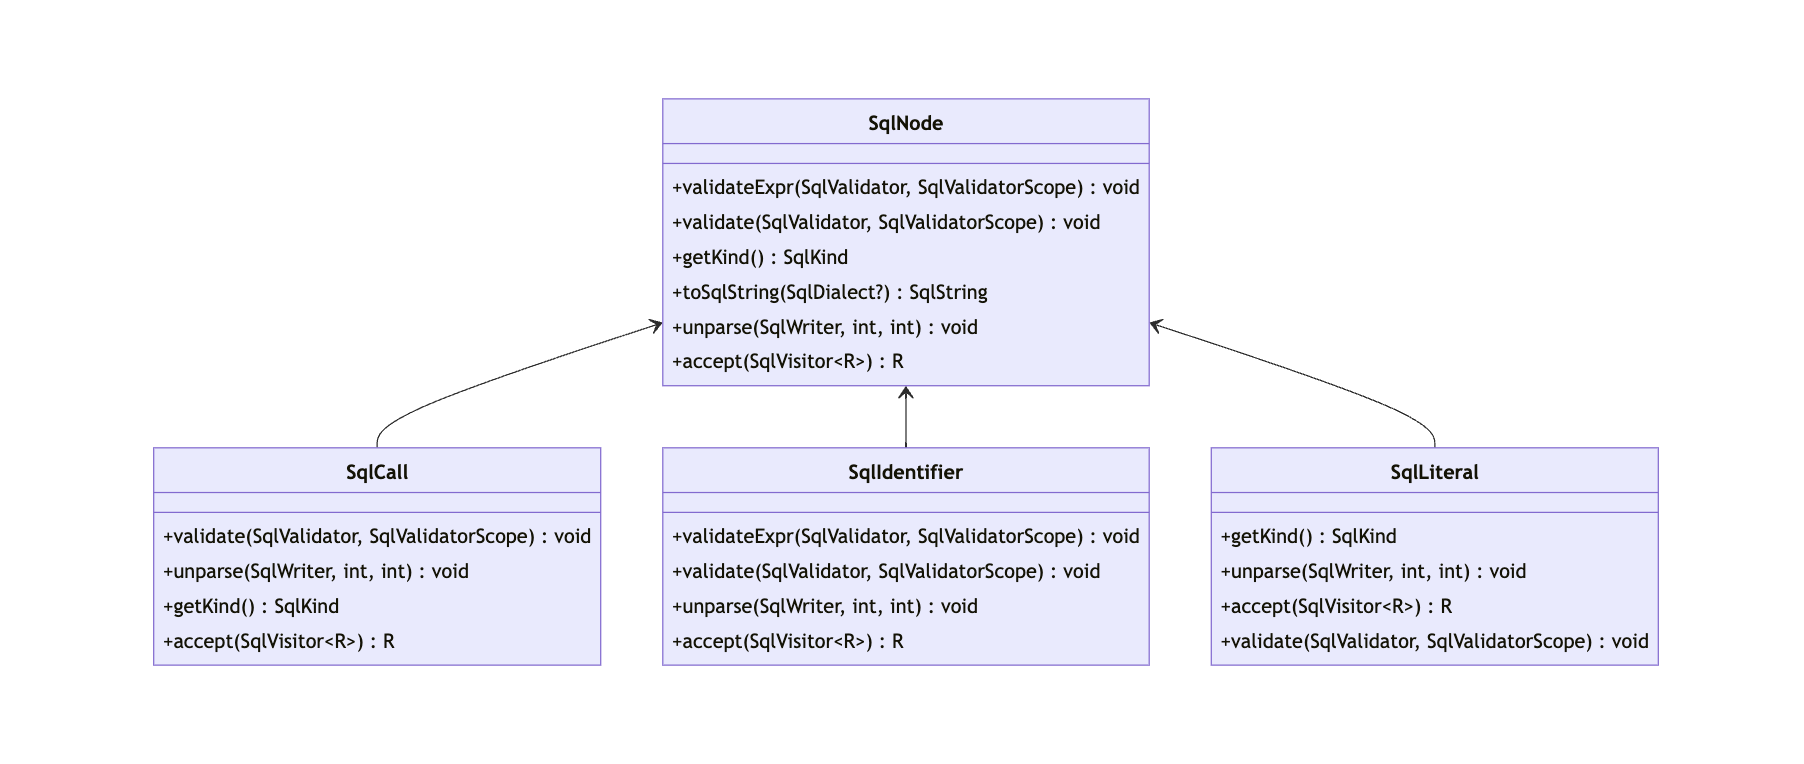 SqlNode
+validateExpr(SqlValidator, SqlValidatorScope) : void
+validate(SqlValidator, SqlValidatorScope) : void
+getKind() : SqlKind
+toSqlString(SqlDialect?) : SqlString
+unparse(SqlWriter, int, int) : void
+accept(SqlVisitor<R>) : R
SqlCall
+validate(SqlValidator, SqlValidatorScope) : void
+unparse(SqlWriter, int, int) : void
+getKind() : SqlKind
+accept(SqlVisitor<R>) : R
SqlIdentifier
+validateExpr(SqlValidator, SqlValidatorScope) : void
+validate(SqlValidator, SqlValidatorScope) : void
+unparse(SqlWriter, int, int) : void
+accept(SqlVisitor<R>) : R
SqlLiteral
+getKind() : SqlKind
+unparse(SqlWriter, int, int) : void
+accept(SqlVisitor<R>) : R
+validate(SqlValidator, SqlValidatorScope) : void